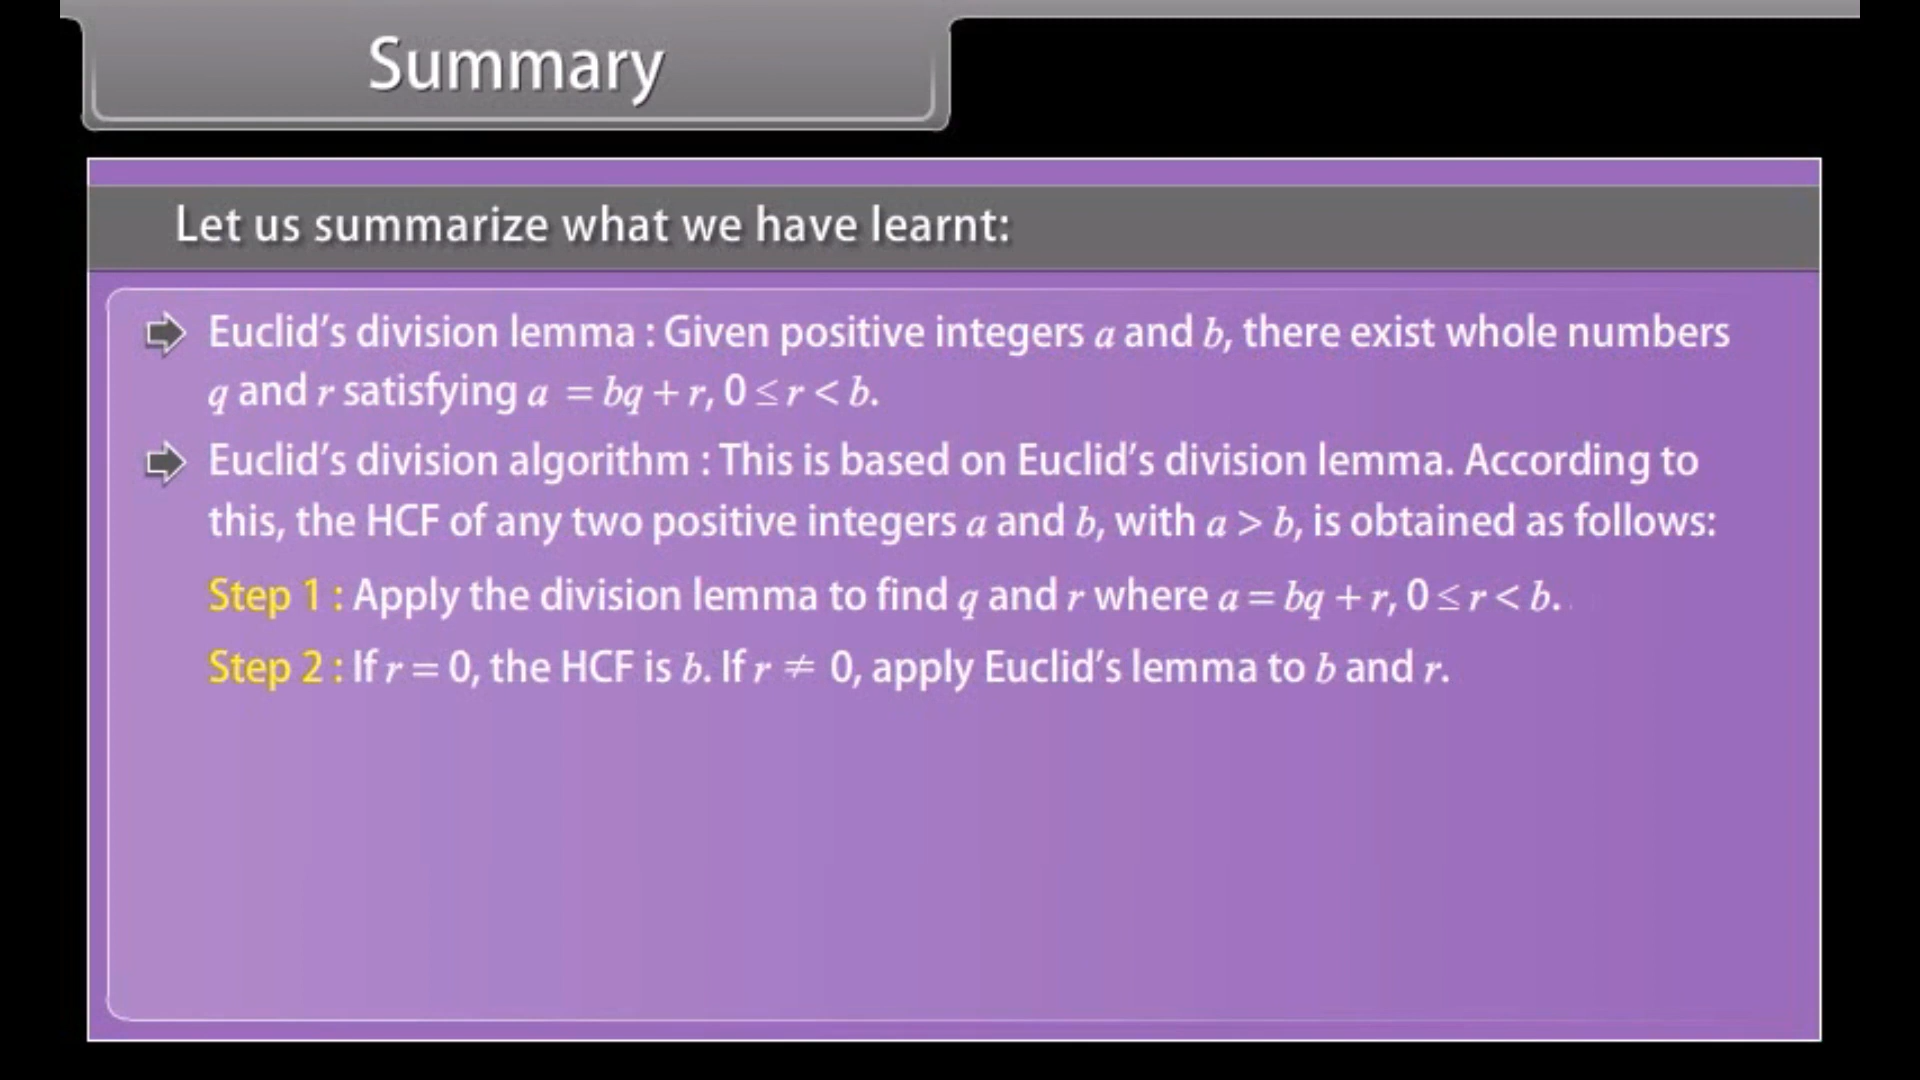 Summary
Let us summarize what we have learnt:
Euclid's division lemma : Given positive integers a and b, there exist whole numbers
q and r satisfying a = bq + r, 0 ≤ r < b.
Euclid's division algorithm : This is based on Euclid's division lemma. According to
this, the HCF of any two positive integers a and b, with a > b, is obtained as follows:
Step 1 : Apply the division lemma to find q and r where a = bq + r, 0 ≤ r < b.
Step 2 : If r = 0, the HCF is b. If r ≠ 0, apply Euclid's lemma to b and r.